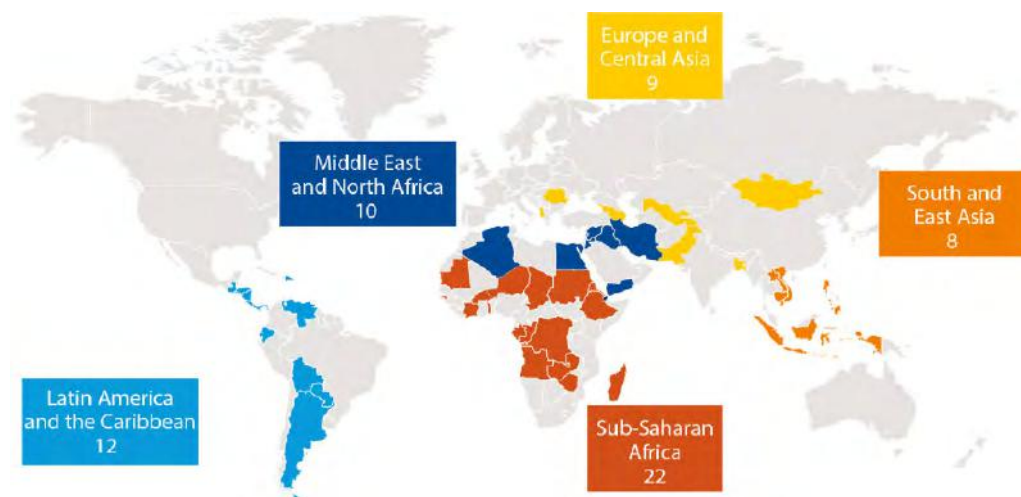 Europe and
Central Asia
9
Middle East
and North Africa
10
South and
East Asia
8
Latin America
and the Caribbean
12
Sub-Saharan
Africa
22